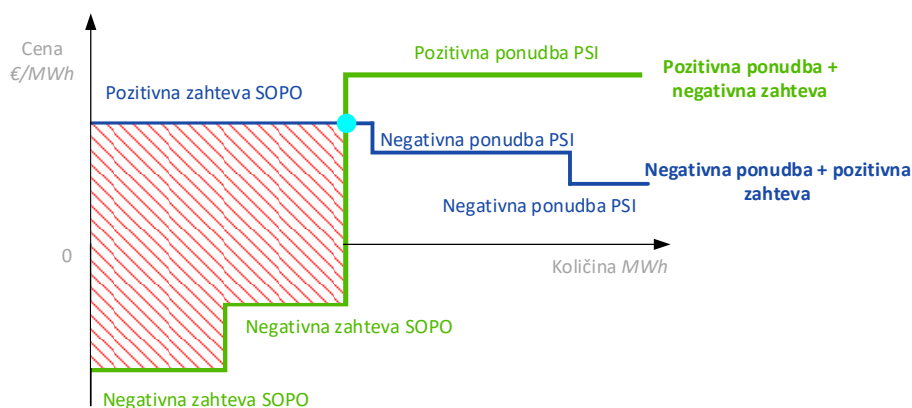 Cena
€/MWh
Pozitivna ponudba PSI
Pozitivna ponudba +
negativna zahteva
Pozitivna zahteva SOPO
Negativna ponudba PSI
Negativna ponudba + pozitivna
zahteva
Negativna ponudba PSI
0
Količina MWh
Negativna zahteva SOPO
Negativna zahteva SOPO